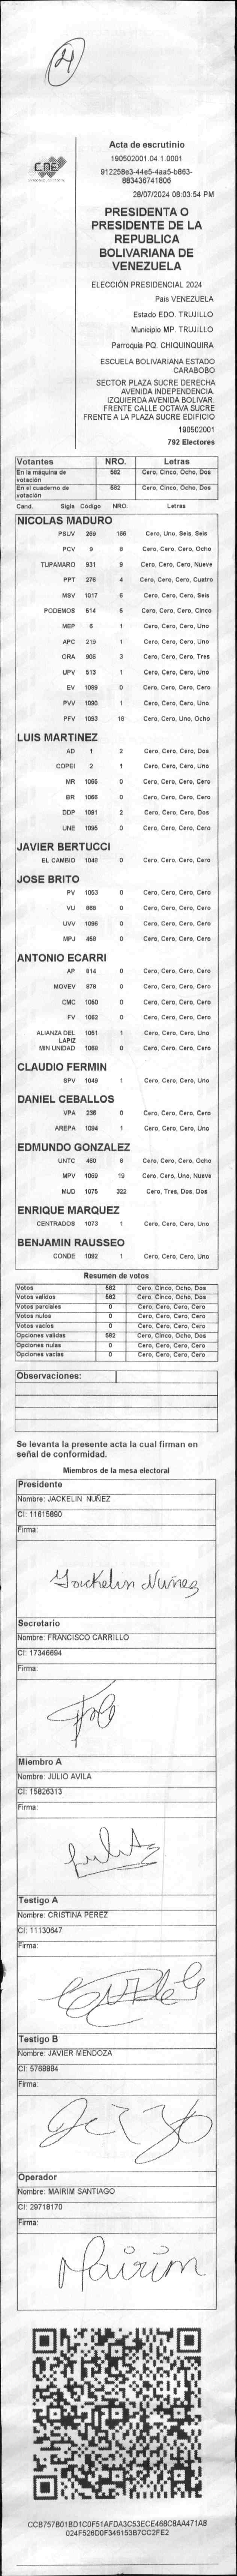 4
CNE
Acta de escrutinio
190502001.04.1.0001
28/07/2024 08:03:54 PM
PRESIDENTA O
PRESIDENTE DE LA
REPUBLICA
BOLIVARIANA DE
VENEZUELA
ELECCIÓN PRESIDENCIAL 2024
Pais VENEZUELA
Estado EDO. TRUJILLO
Municipio MP. TRUJILLO
Parroquia PQ. CHIQUINQUIRA
ESCUELA BOLIVARIANA ESTADO
CARABOBO
SECTOR PLAZA SUCRE DERECHA
AVENIDA INDEPENDENCIA.
IZQUIERDA AVENIDA BOLIVAR.
FRENTE CALLE OCTAVA SUCRE
FRENTE A LA PLAZA SUCRE EDIFICIO
190502001
792 Electores
Votantes NRO. Letras
En la máquina de votación 582 Cero, Cinco, Ocho, Dos
En el cuaderno de votación 582 Cero, Cinco, Ocho, Dos
Cand. Sigla Código NRO. Letras
NICOLAS MADURO
PSUV 269 166 Cero, Uno, Seis, Seis
PCV 9 8 Cero, Cero, Cero, Ocho
TUPAMARO 931 9 Cero, Cero, Cero, Nueve
PPT 276 4 Cero, Cero, Cero, Cuatro
MSV 1017 6 Cero, Cero, Cero, Seis
PODEMOS 514 5 Cero, Cero, Cero, Cinco
MEP 6 1 Cero, Cero, Cero, Uno
APC 219 1 Cero, Cero, Cero, Uno
ORA 906 3 Cero, Cero, Cero, Tres
UPV 513 1 Cero, Cero, Cero, Uno
EV 1089 0 Cero, Cero, Cero, Cero
PVV 1090 1 Cero, Cero, Cero, Uno
PFV 1093 18 Cero, Cero, Uno, Ocho
LUIS MARTINEZ
AD 1 2 Cero, Cero, Cero, Dos
COPEI 2 1 Cero, Cero, Cero, Uno
MR 1065 0 Cero, Cero, Cero, Cero
BR 1066 0 Cero, Cero, Cero, Cero
DDP 1091 2 Cero, Cero, Cero, Dos
UNE 1095 0 Cero, Cero, Cero, Cero
JAVIER BERTUCCI
EL CAMBIO 1048 0 Cero, Cero, Cero, Cero
JOSE BRITO
PV 1053 0 Cero, Cero, Cero, Cero
VU 868 0 Cero, Cero, Cero, Cero
UVV 1096 0 Cero, Cero, Cero, Cero
MPJ 458 0 Cero, Cero, Cero, Cero
ANTONIO ECARRI
AP 814 0 Cero, Cero, Cero, Cero
MOVEV 979 0 Cero, Cero, Cero, Cero
CMC 1050 0 Cero, Cero, Cero, Cero
FV 1062 0 Cero, Cero, Cero, Cero
ALIANZA DEL LAPIZ 1051 1 Cero, Cero, Cero, Uno
MIN UNIDAD 1068 0 Cero, Cero, Cero, Cero
CLAUDIO FERMIN
SPV 1049 1 Cero, Cero, Cero, Uno
DANIEL CEBALLOS
VPA 236 0 Cero, Cero, Cero, Cero
AREPA 1094 1 Cero, Cero, Cero, Uno
EDMUNDO GONZALEZ
UNTC 460 8 Cero, Cero, Cero, Ocho
MPV 1069 19 Cero, Cero, Uno, Nueve
MUD 1075 322 Cero, Tres, Dos, Dos
ENRIQUE MARQUEZ
CENTRADOS 1073 1 Cero, Cero, Cero, Uno
BENJAMIN RAUSSEO
CONDE 1092 1 Cero, Cero, Cero, Uno
Resumen de votos
Votos 582 Cero, Cinco, Ocho, Dos
Votos validos 582 Cero, Cinco, Ocho, Dos
Votos parciales 0 Cero, Cero, Cero, Cero
Votos nulos 0 Cero, Cero, Cero, Cero
Votos vacios 0 Cero, Cero, Cero, Cero
Opciones validas 582 Cero, Cinco, Ocho, Dos
Opciones nulas 0 Cero, Cero, Cero, Cero
Opciones vacias 0 Cero, Cero, Cero, Cero
Observaciones:
Se levanta la presente acta la cual firman en
señal de conformidad.
Miembros de la mesa electoral
Presidente
Nombre: JACKELIN NUÑEZ
CI: 11615890
Firma:
Jackelin Nuñez
Secretario
Nombre: FRANCISCO CARRILLO
CI: 17346694
Firma:
Miembro A
Nombre: JULIO AVILA
CI: 15826313
Firma:
Testigo A
Nombre: CRISTINA PEREZ
CI: 11130647
Firma:
Testigo B
Nombre: JAVIER MENDOZA
CI: 5768884
Firma:
Operador
Nombre: MAIRIM SANTIAGO
CI: 29718170
Firma:
Mairim